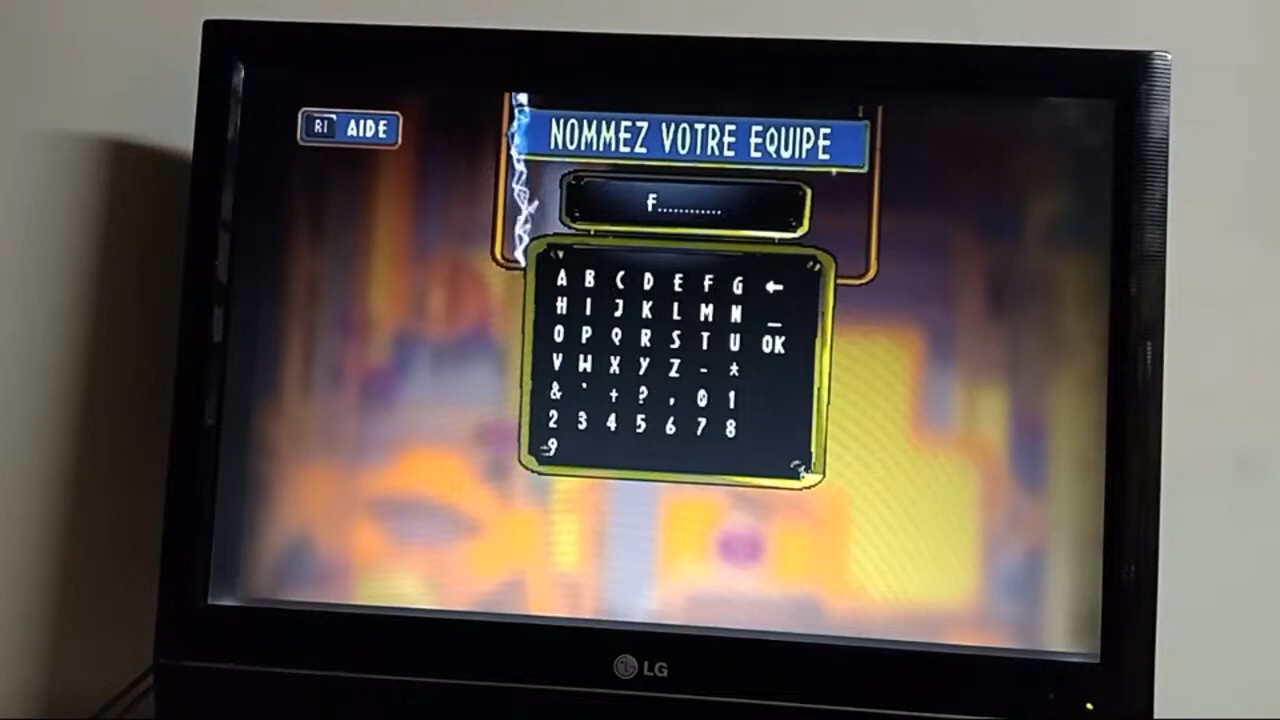 R1 AIDE
NOMMEZ VOTRE EQUIPE
F...........
A B C D E F G ←
H I J K L M N _
O P Q R S T U OK
V W X Y Z - *
& ' + ? , 0 1
2 3 4 5 6 7 8
9
LG